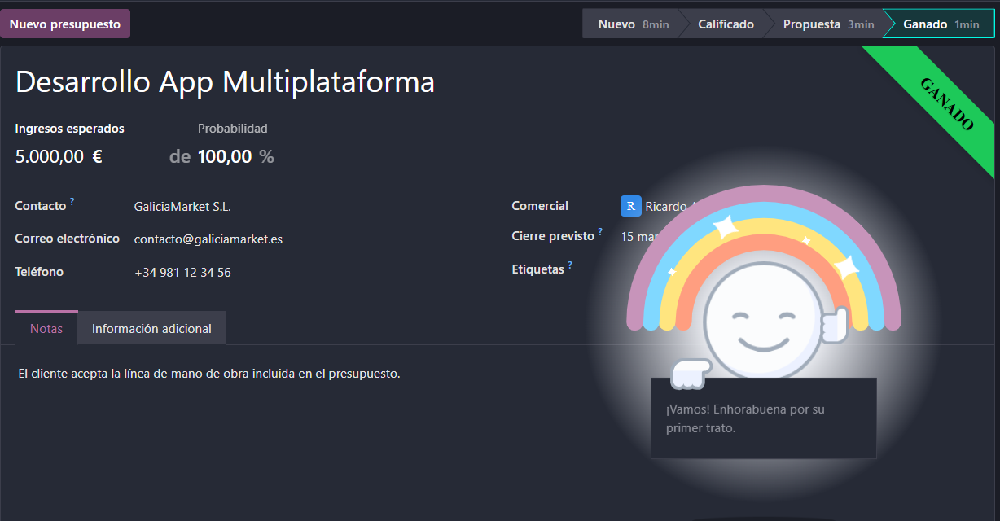 Nuevo presupuesto
Nuevo 8min
Calificado
Propuesta 3min
Ganado 1min
Desarrollo App Multiplataforma
GANADO
Ingresos esperados
Probabilidad
5.000,00 €
de 100,00 %
Contacto ?
GaliciaMarket S.L.
Comercial
R Ricardo
Correo electrónico
contacto@galiciamarket.es
Cierre previsto ?
15
Teléfono
+34 981 12 34 56
Etiquetas ?
Notas
Información adicional
El cliente acepta la línea de mano de obra incluida en el presupuesto.
¡Vamos! Enhorabuena por su
primer trato.